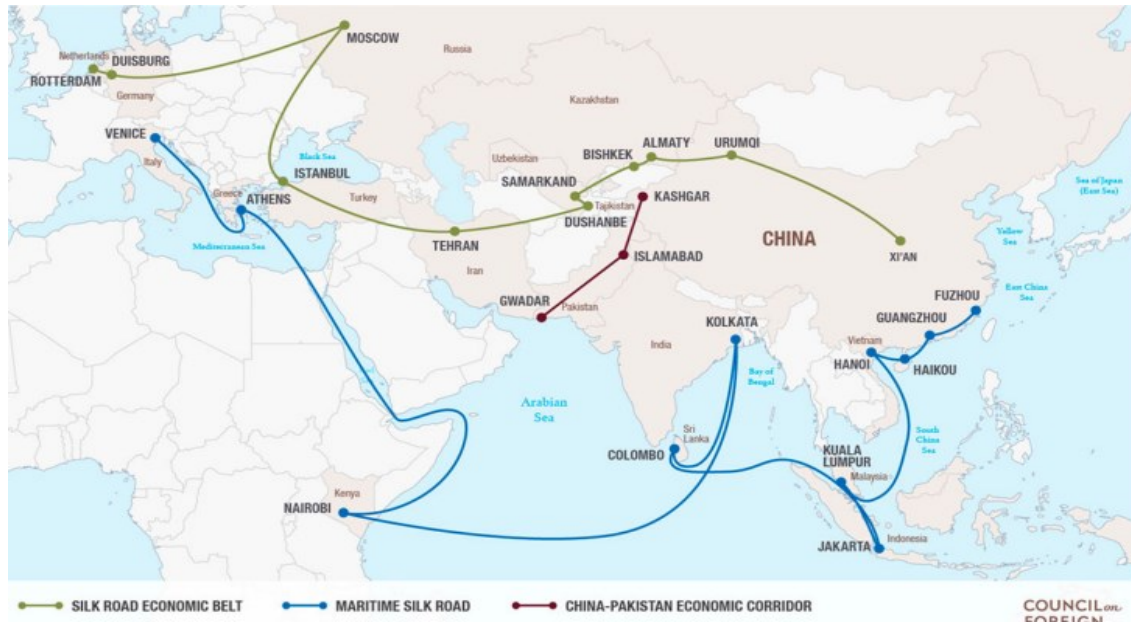 MOSCOW
Netherlands
DUISBURG
ROTTERDAM
Germany
Russia
VENICE
Italy
Kazakhstan
Black Sea
ISTANBUL
Greece
ATHENS
Turkey
Mediterranean Sea
Uzbekistan
BISHKEK
ALMATY
URUMQI
SAMARKAND
Tajikistan
DUSHANBE
KASHGAR
TEHRAN
Iran
ISLAMABAD
CHINA
XI'AN
Sea of Japan
(East Sea)
Yellow
Sea
East China
Sea
GWADAR
Pakistan
KOLKATA
India
FUZHOU
GUANGZHOU
Vietnam
HANOI
HAIKOU
Bay of
Bengal
Arabian
Sea
Sri
Lanka
COLOMBO
South
China
Sea
KUALA
LUMPUR
Malaysia
Kenya
NAIROBI
JAKARTA
Indonesia
SILK ROAD ECONOMIC BELT
MARITIME SILK ROAD
CHINA-PAKISTAN ECONOMIC CORRIDOR
COUNCIL on
FOREIGN